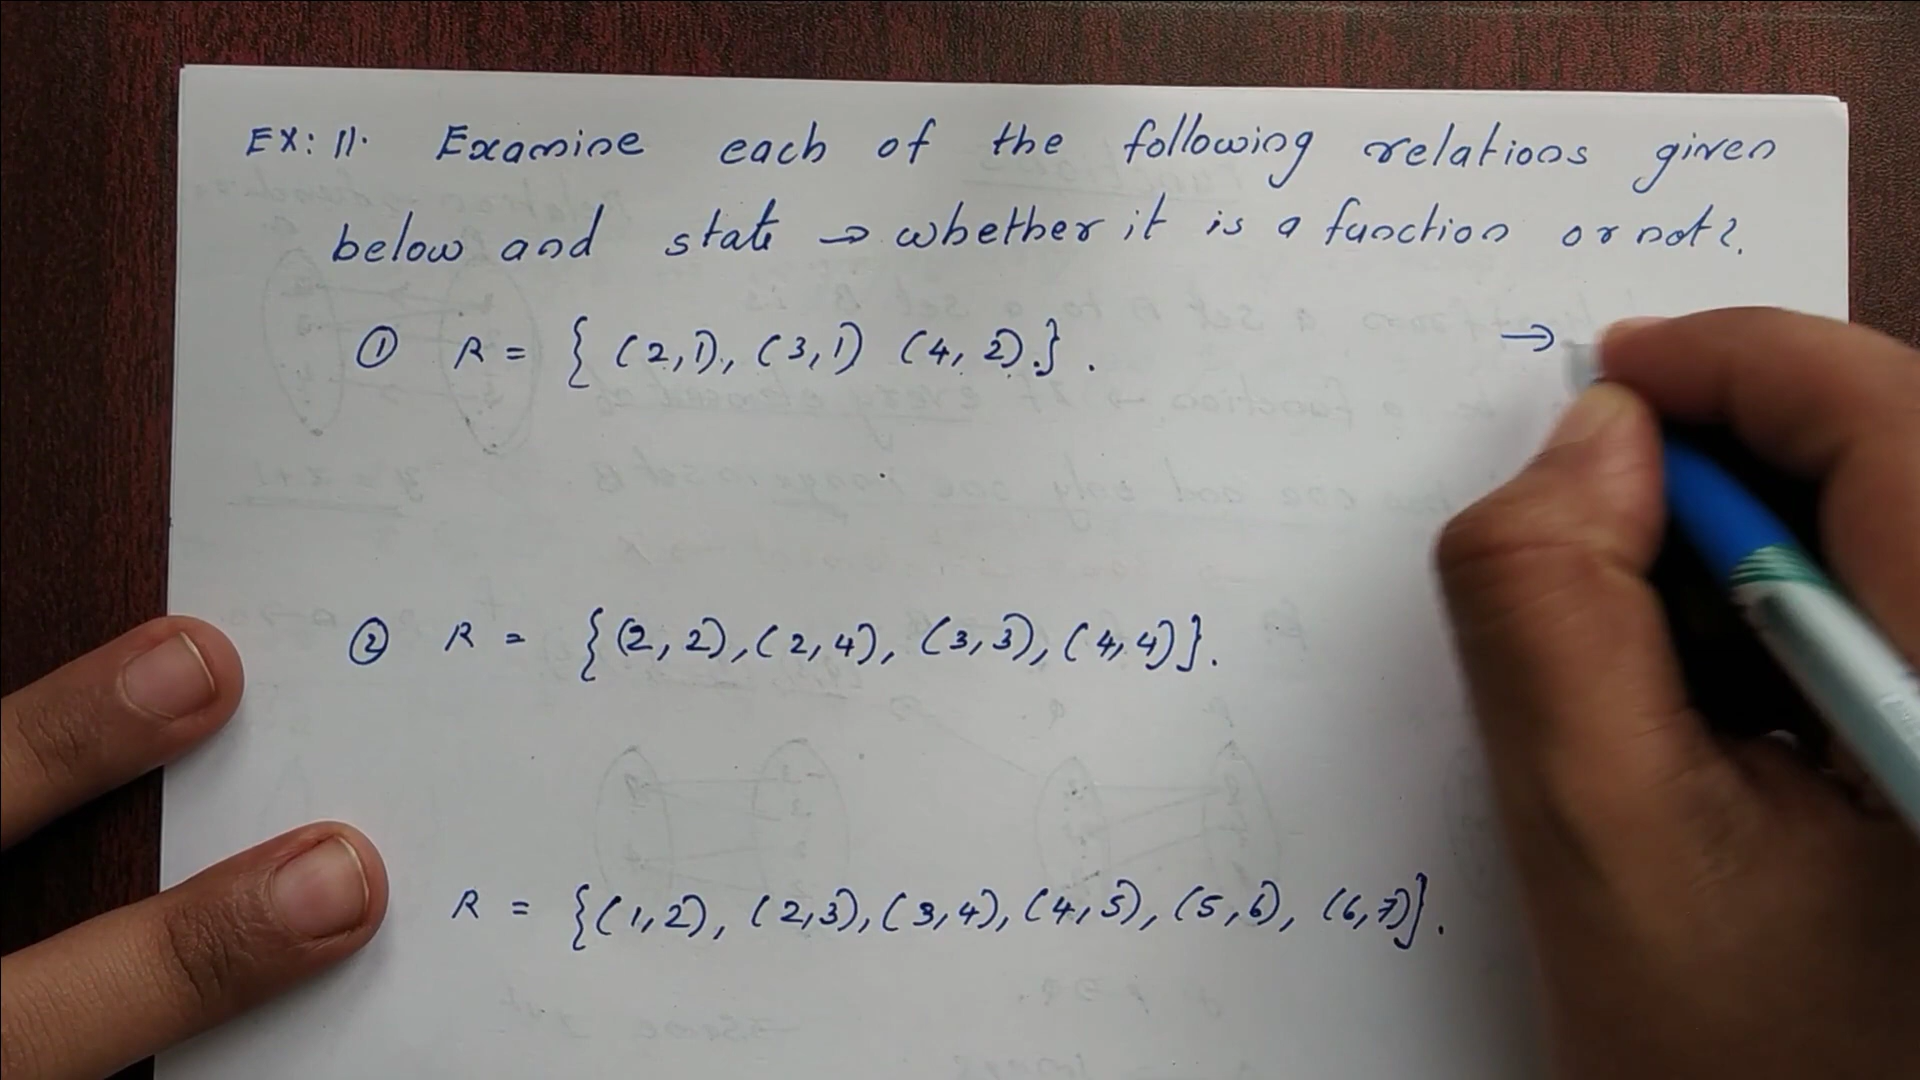 EX: 11. Examine each of the following relations given
below and state → whether it is a function or not?.
① R = { (2,1), (3,1) (4, 2).} . →
② R = {(2, 2), (2, 4), (3, 3), (4, 4)}.
R = {(1,2), (2,3), (3,4), (4,5), (5,6), (6,7)}.